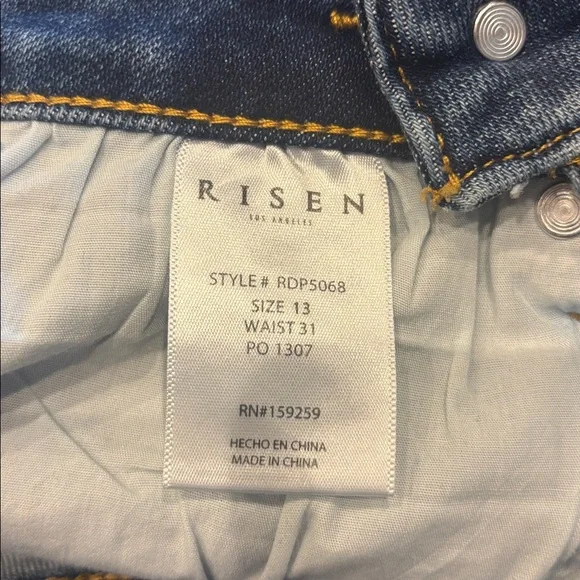 RISEN
LOS ANGELES
STYLE# RDP5068
SIZE 13
WAIST 31
PO 1307
RN#159259
HECHO EN CHINA
MADE IN CHINA